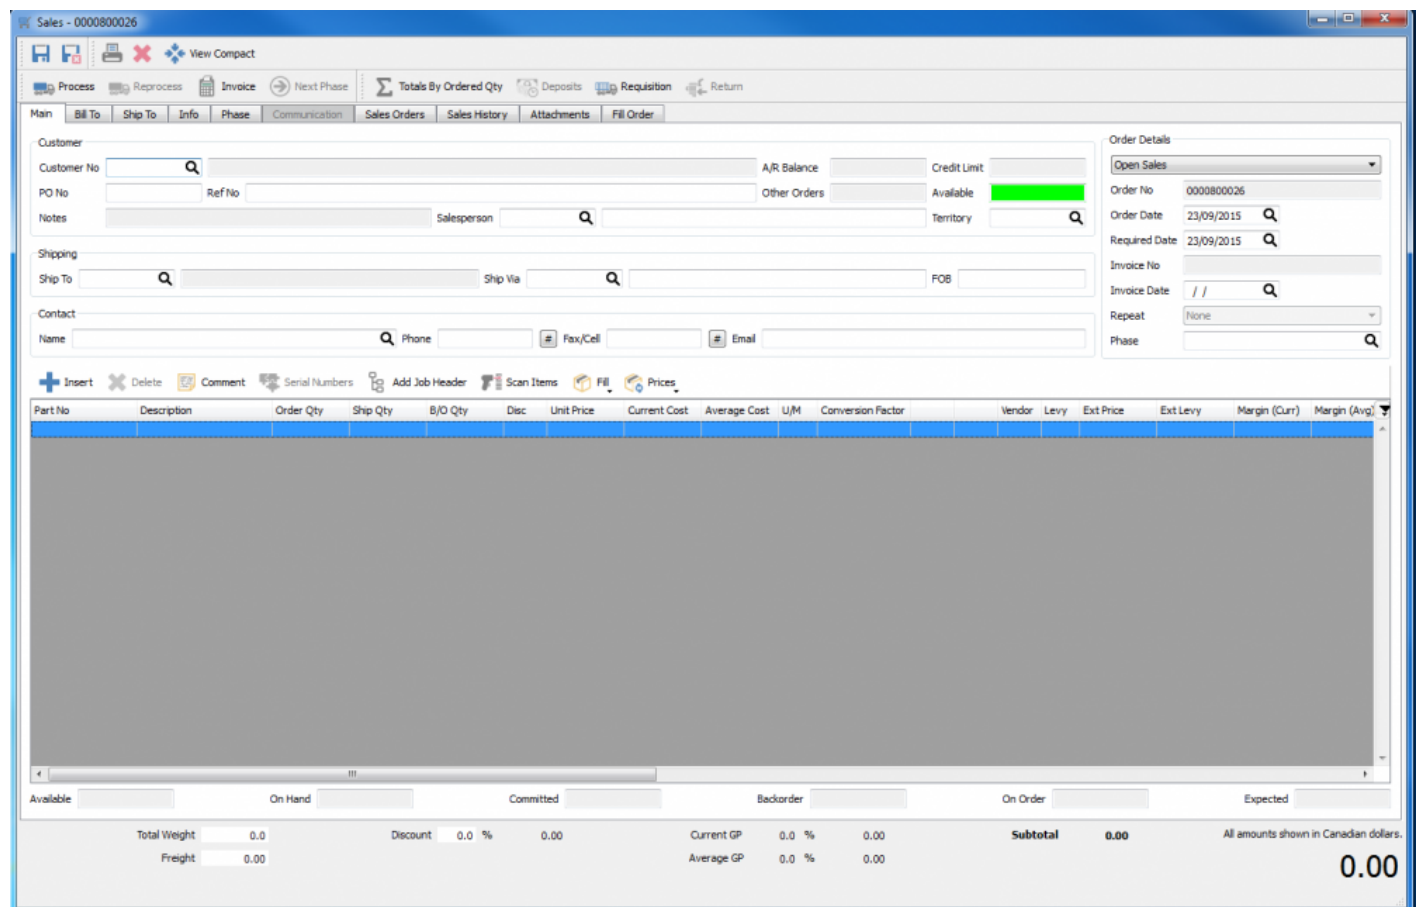 Sales - 0000800026
View Compact
Process Reprocess Invoice Next Phase Totals By Ordered Qty Deposits Requisition Return
Main Bill To Ship To Info Phase Communication Sales Orders Sales History Attachments Fill Order
Customer
Customer No A/R Balance Credit Limit
PO No Ref No Other Orders Available
Notes Salesperson Territory
Shipping
Ship To Ship Via FOB
Contact
Name Phone # Fax/Cell # Email
Order Details
Open Sales
Order No 0000800026
Order Date 23/09/2015
Required Date 23/09/2015
Invoice No
Invoice Date / /
Repeat None
Phase
Insert Delete Comment Serial Numbers Add Job Header Scan Items Fill Prices
Part No Description Order Qty Ship Qty B/O Qty Disc Unit Price Current Cost Average Cost U/M Conversion Factor Vendor Levy Ext Price Ext Levy Margin (Curr) Margin (Avg)
Available On Hand Committed Backorder On Order Expected
Total Weight 0.0 Discount 0.0 % 0.00 Current GP 0.0 % 0.00 Subtotal 0.00 All amounts shown in Canadian dollars.
Freight 0.00 Average GP 0.0 % 0.00 0.00